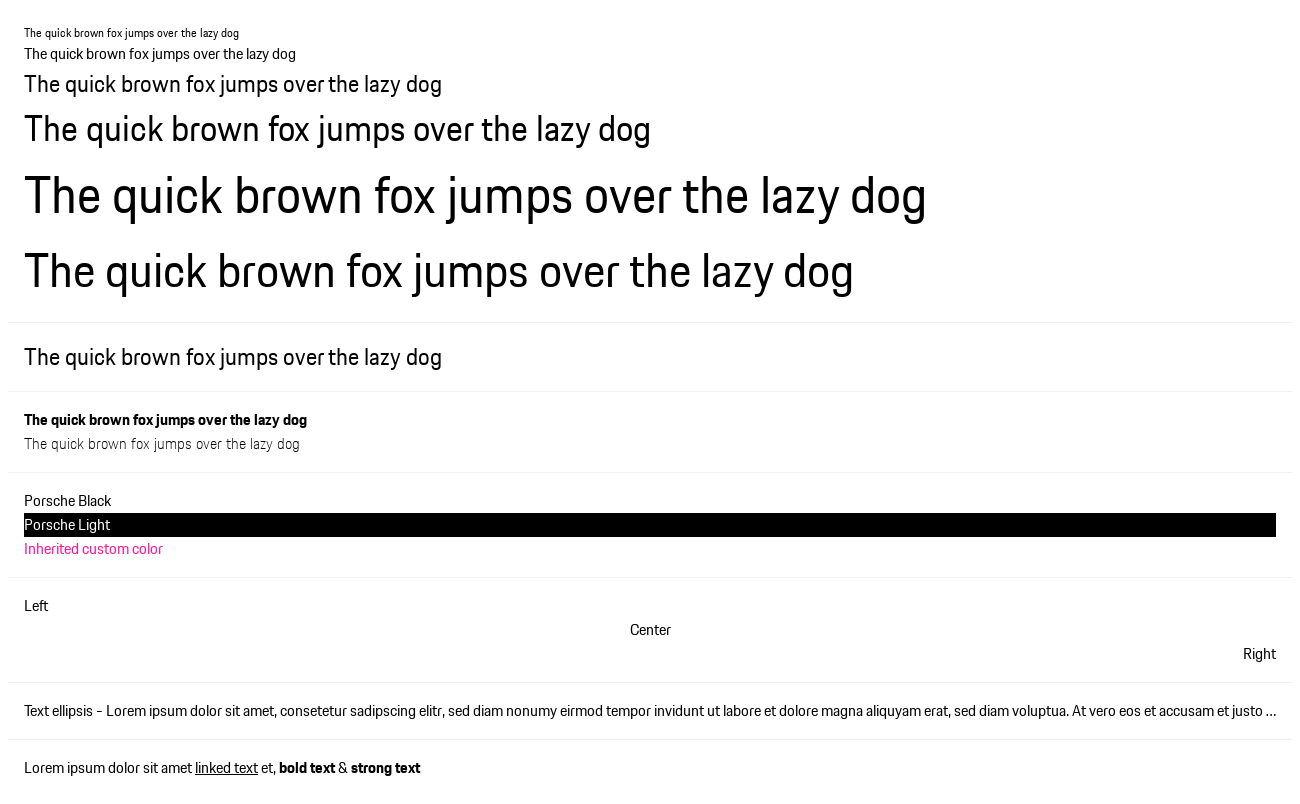 The quick brown fox jumps over the lazy dog
The quick brown fox jumps over the lazy dog
The quick brown fox jumps over the lazy dog
The quick brown fox jumps over the lazy dog
The quick brown fox jumps over the lazy dog
The quick brown fox jumps over the lazy dog
The quick brown fox jumps over the lazy dog
The quick brown fox jumps over the lazy dog
The quick brown fox jumps over the lazy dog
Porsche Black
Porsche Light
Inherited custom color
Left
Center
Right
Text ellipsis - Lorem ipsum dolor sit amet, consetetur sadipscing elitr, sed diam nonumy eirmod tempor invidunt ut labore et dolore magna aliquyam erat, sed diam voluptua. At vero eos et accusam et justo ...
Lorem ipsum dolor sit amet linked text et, bold text & strong text